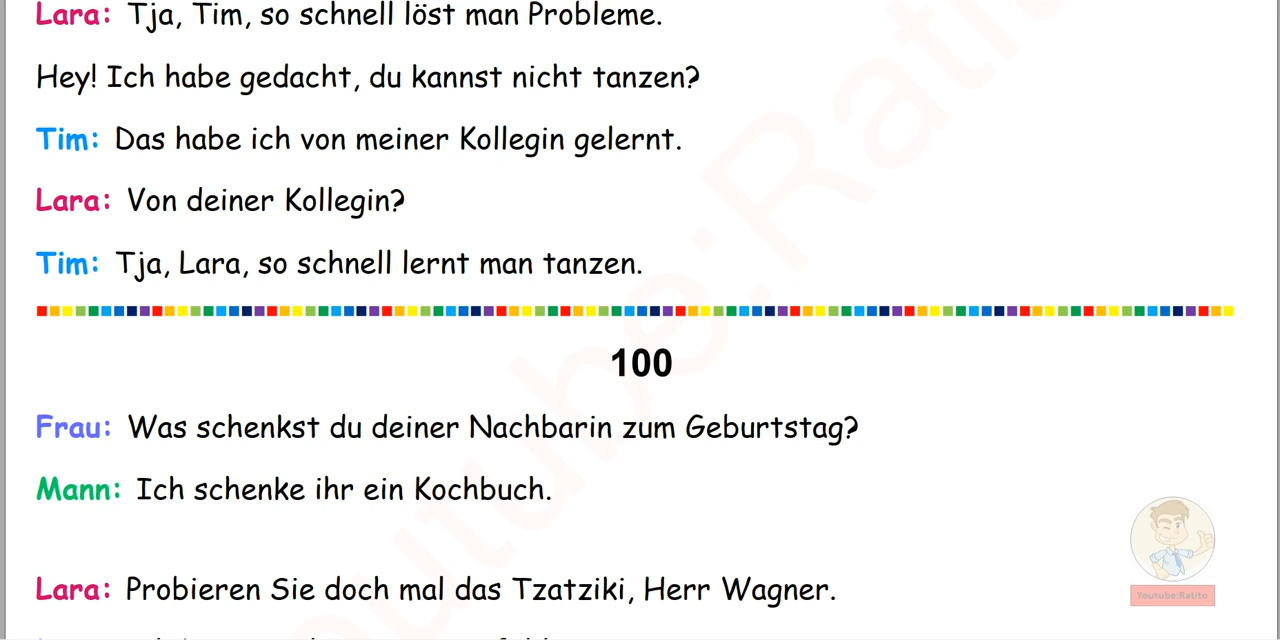 Lara: Tja, Tim, so schnell löst man Probleme.
Hey! Ich habe gedacht, du kannst nicht tanzen?
Tim: Das habe ich von meiner Kollegin gelernt.
Lara: Von deiner Kollegin?
Tim: Tja, Lara, so schnell lernt man tanzen.
100
Frau: Was schenkst du deiner Nachbarin zum Geburtstag?
Mann: Ich schenke ihr ein Kochbuch.
Lara: Probieren Sie doch mal das Tzatziki, Herr Wagner.
Youtube:Ratito